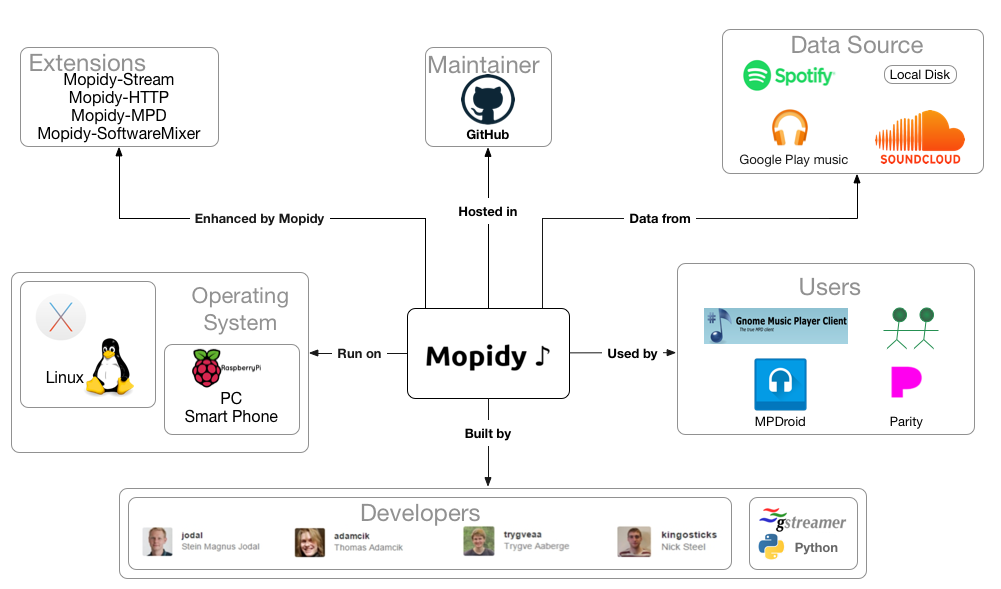 Extensions
Mopidy-Stream
Mopidy-HTTP
Mopidy-MPD
Mopidy-SoftwareMixer
Maintainer
GitHub
Data Source
Spotify
Local Disk
Google Play music
SOUNDCLOUD
Enhanced by Mopidy
Hosted in
Data from
Operating
System
Linux
RaspberryPi
PC
Smart Phone
Run on
Mopidy ♪
Used by
Users
Gnome Music Player Client
The true MPD client
MPDroid
Parity
Built by
Developers
jodal
Stein Magnus Jodal
adamcik
Thomas Adamcik
trygveaa
Trygve Aaberge
kingosticks
Nick Steel
gstreamer
Python